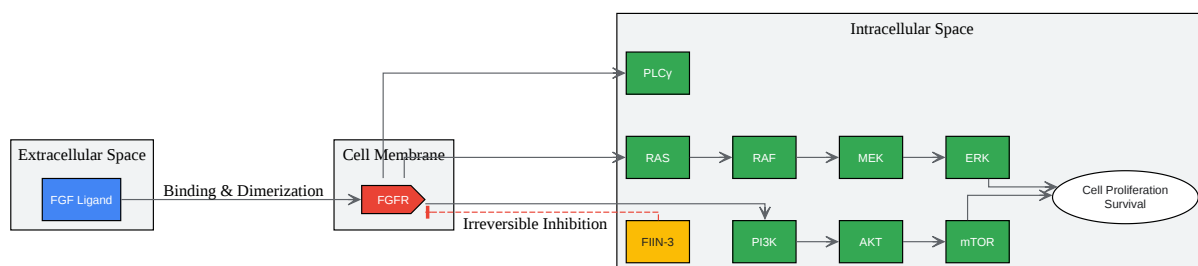 Intracellular Space
PLCγ
Extracellular Space
FGF Ligand
Binding & Dimerization
Cell Membrane
FGFR
RAS
RAF
MEK
ERK
Irreversible Inhibition
FIIN-3
PI3K
AKT
mTOR
Cell Proliferation
Survival